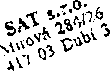 SAT s.r.o.
Mírová 284/26
417 03 Dubí 3